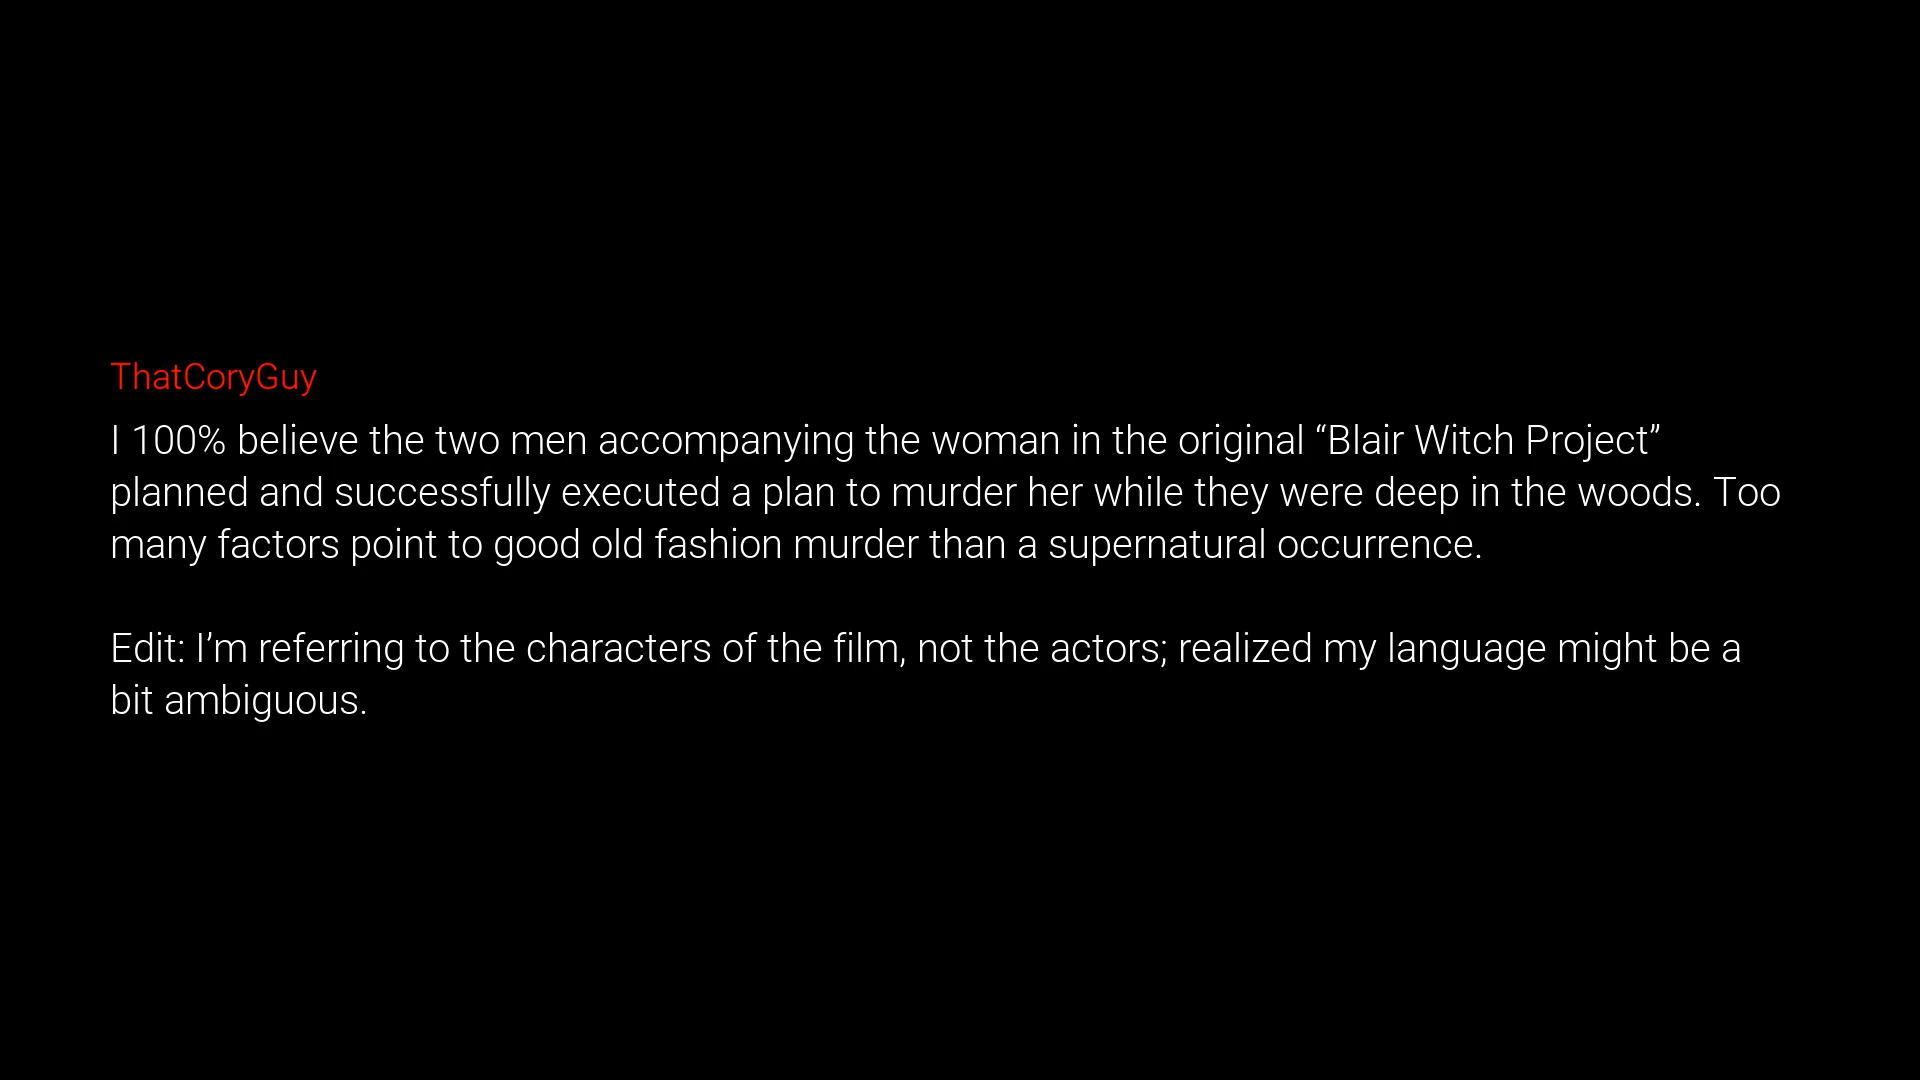 ThatCoryGuy
I 100% believe the two men accompanying the woman in the original “Blair Witch Project”
planned and successfully executed a plan to murder her while they were deep in the woods. Too
many factors point to good old fashion murder than a supernatural occurrence.
Edit: I’m referring to the characters of the film, not the actors; realized my language might be a
bit ambiguous.